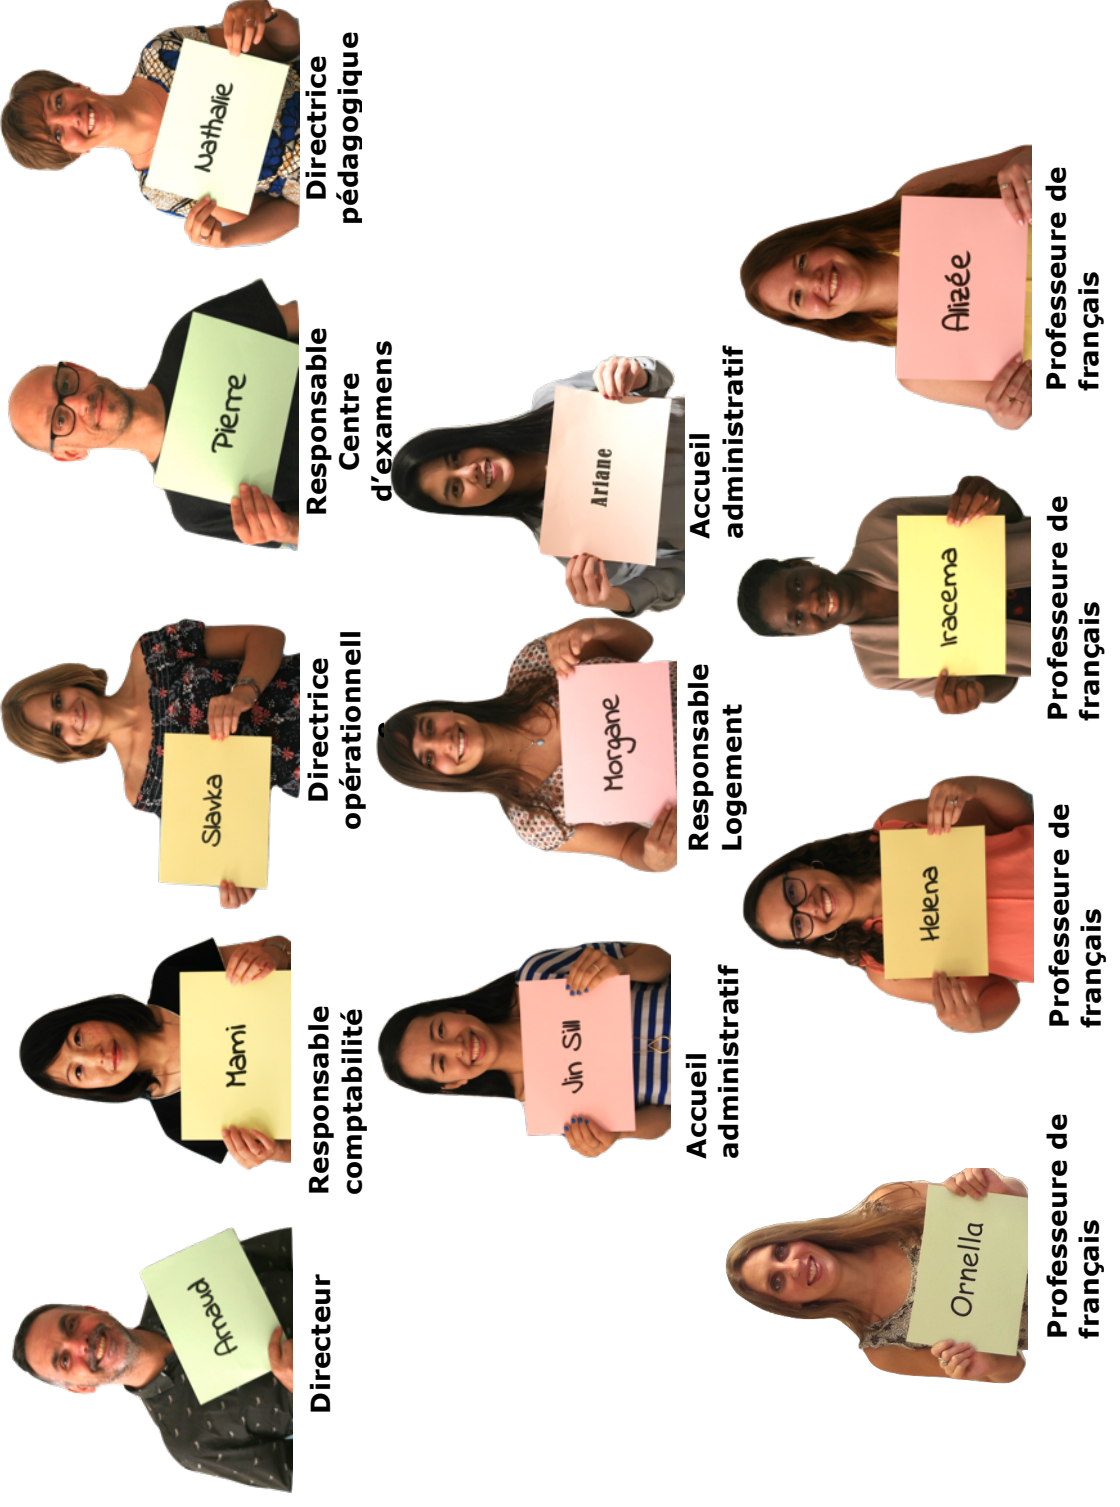 Arnaud
Directeur
Mami
Responsable
comptabilité
Slavka
Directrice
opérationnell
Pierre
Responsable
Centre
d'examens
Nathalie
Directrice
pédagogique
Jin Sill
Accueil
administratif
Morgane
Responsable
Logement
Ariane
Accueil
administratif
Ornella
Professeure de
français
Helena
Professeure de
français
Iracema
Professeure de
français
Alizée
Professeure de
français